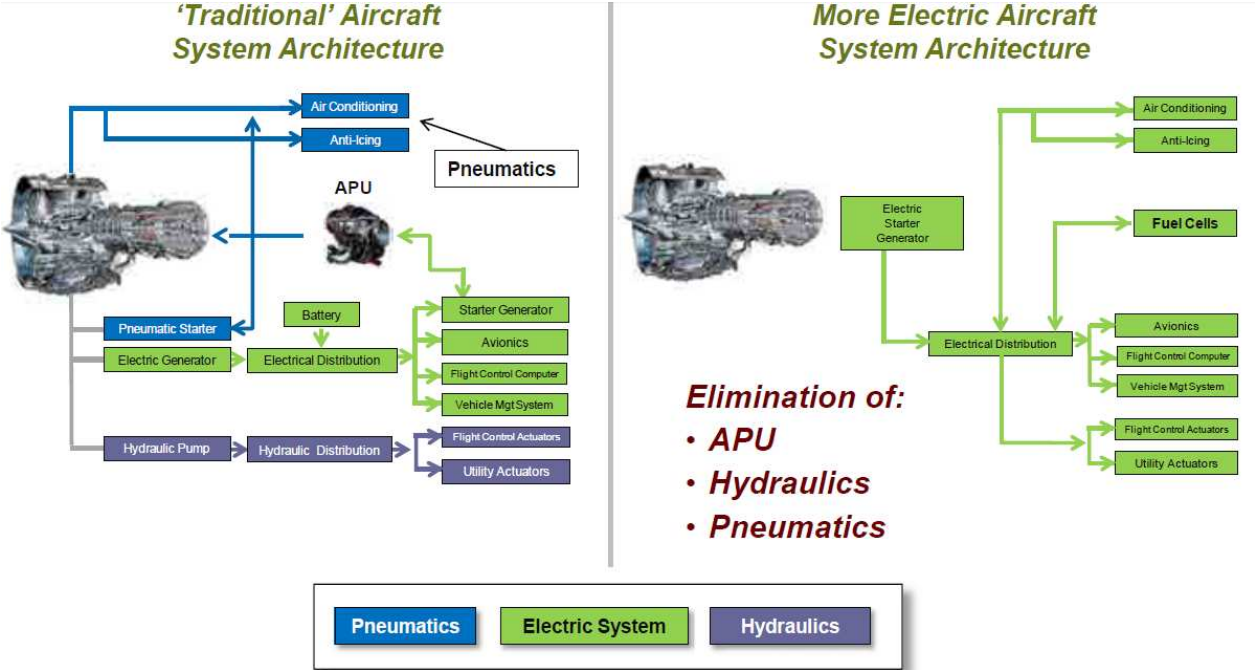 ‘Traditional’ Aircraft
System Architecture
Air Conditioning
Anti-Icing
Pneumatics
APU
Battery
Pneumatic Starter
Electric Generator
Electrical Distribution
Starter Generator
Avionics
Flight Control Computer
Vehicle Mgt System
Hydraulic Pump
Hydraulic Distribution
Flight Control Actuators
Utility Actuators
More Electric Aircraft
System Architecture
Air Conditioning
Anti-Icing
Electric
Starter
Generator
Fuel Cells
Electrical Distribution
Avionics
Flight Control Computer
Vehicle Mgt System
Flight Control Actuators
Utility Actuators
Elimination of:
• APU
• Hydraulics
• Pneumatics
Pneumatics
Electric System
Hydraulics